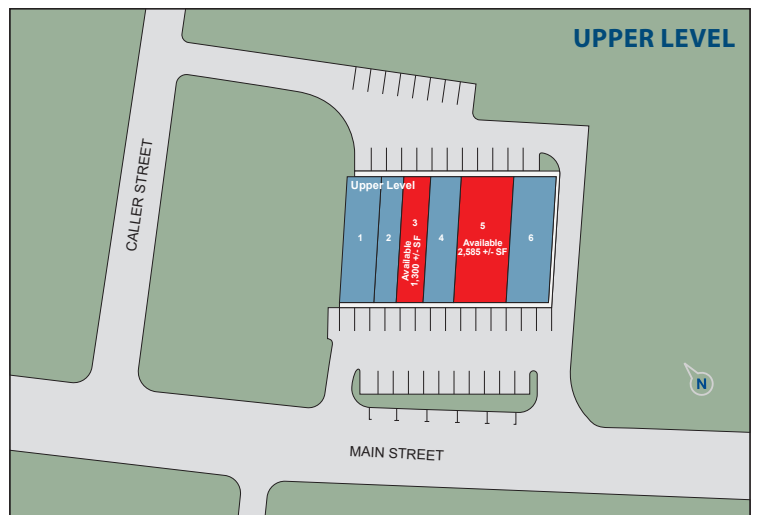 UPPER LEVEL
CALLER STREET
Upper Level
1
2
3
Available
1,300 +/- SF
4
5
Available
2,585 +/- SF
6
N
MAIN STREET